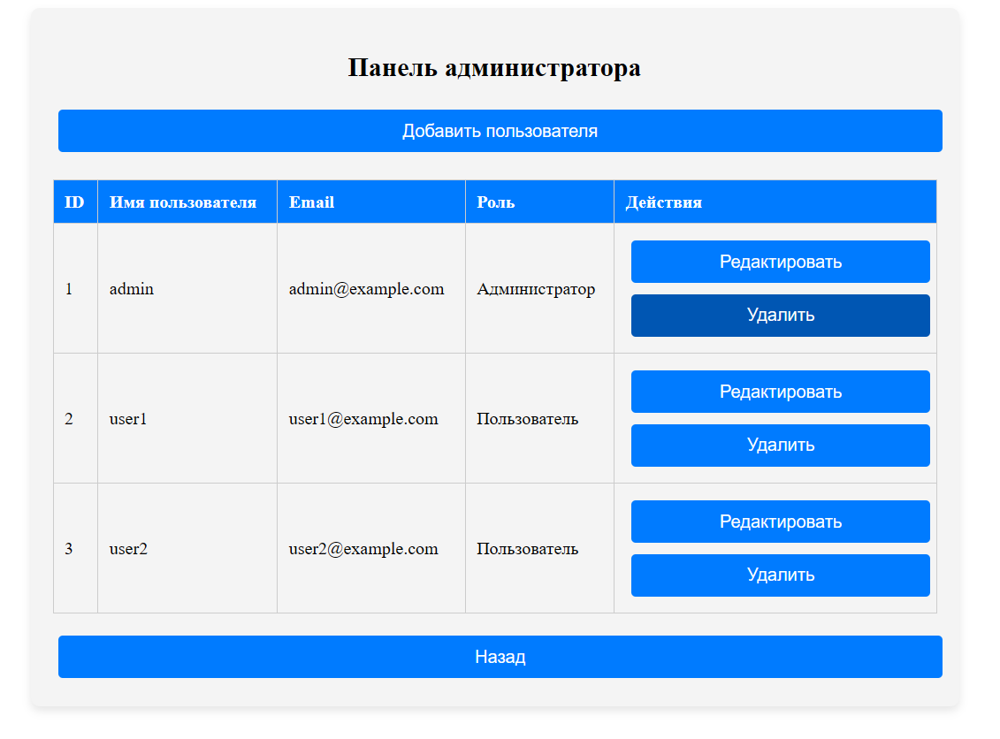 Панель администратора
Добавить пользователя
ID Имя пользователя Email Роль Действия
1 admin admin@example.com Администратор Редактировать
Удалить
2 user1 user1@example.com Пользователь Редактировать
Удалить
3 user2 user2@example.com Пользователь Редактировать
Удалить
Назад